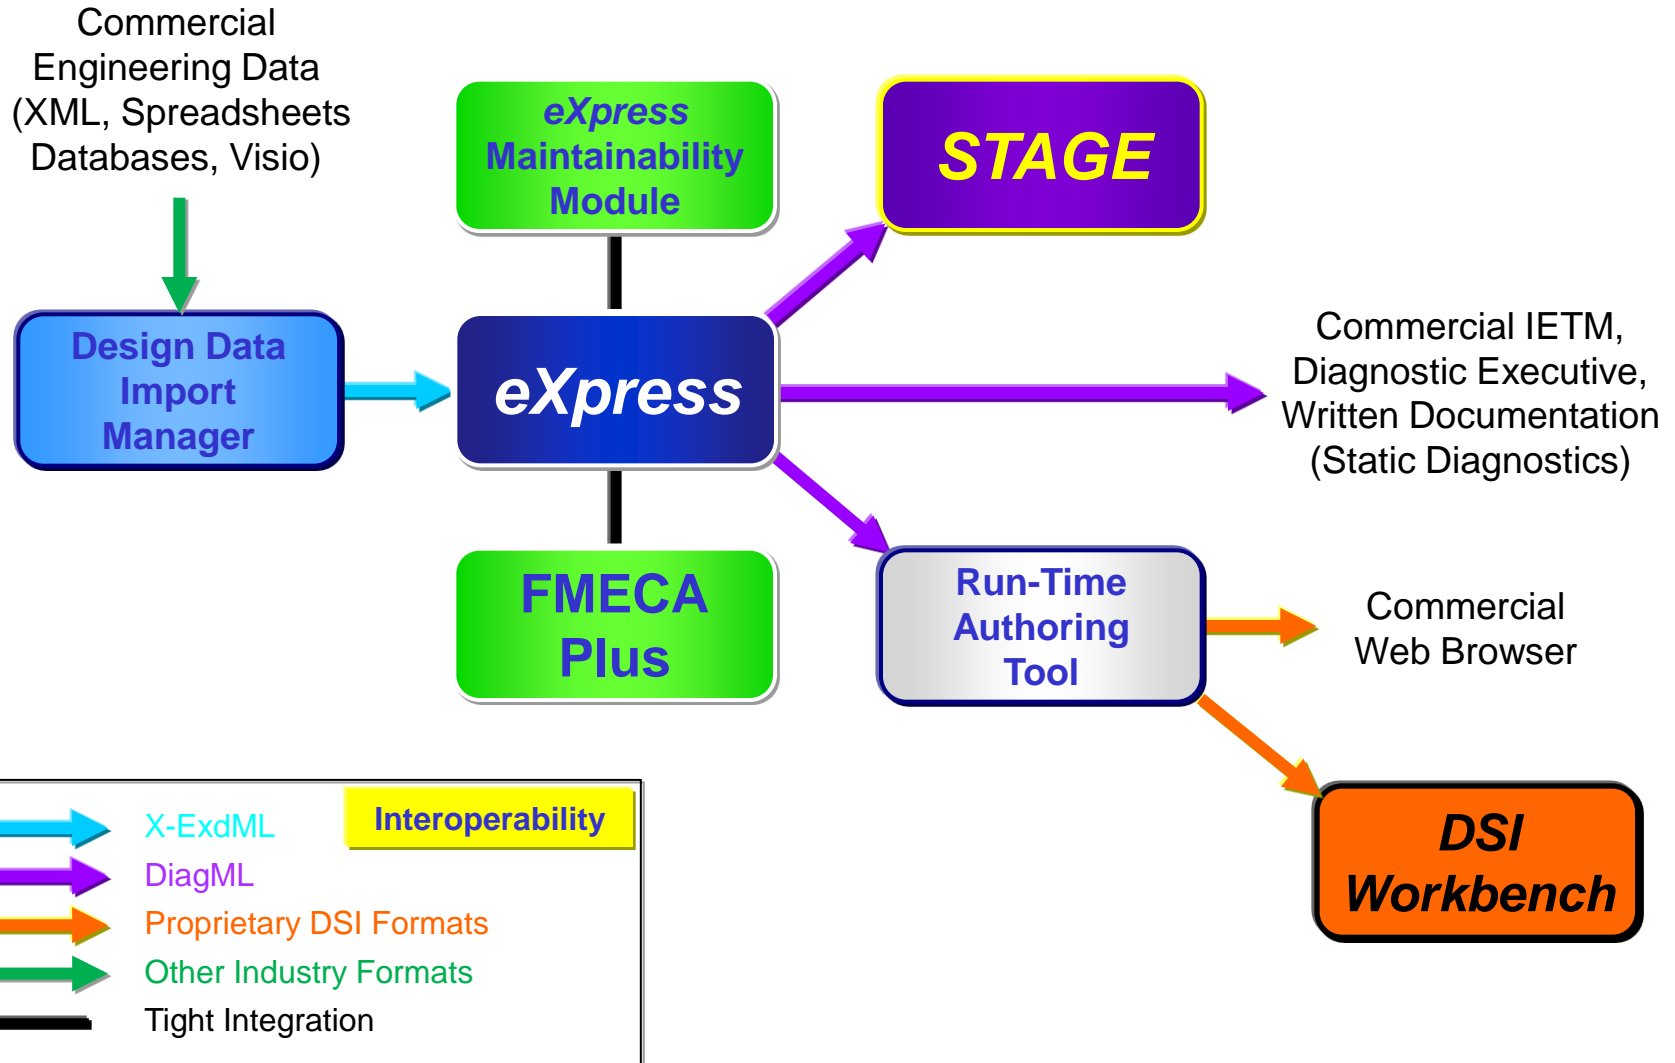 Commercial
Engineering Data
(XML, Spreadsheets
Databases, Visio)
eXpress
Maintainability
Module
STAGE
Design Data
Import
Manager
eXpress
Commercial IETM,
Diagnostic Executive,
Written Documentation
(Static Diagnostics)
FMECA
Plus
Run-Time
Authoring
Tool
Commercial
Web Browser
DSI
Workbench
Interoperability
X-ExdML
DiagML
Proprietary DSI Formats
Other Industry Formats
Tight Integration